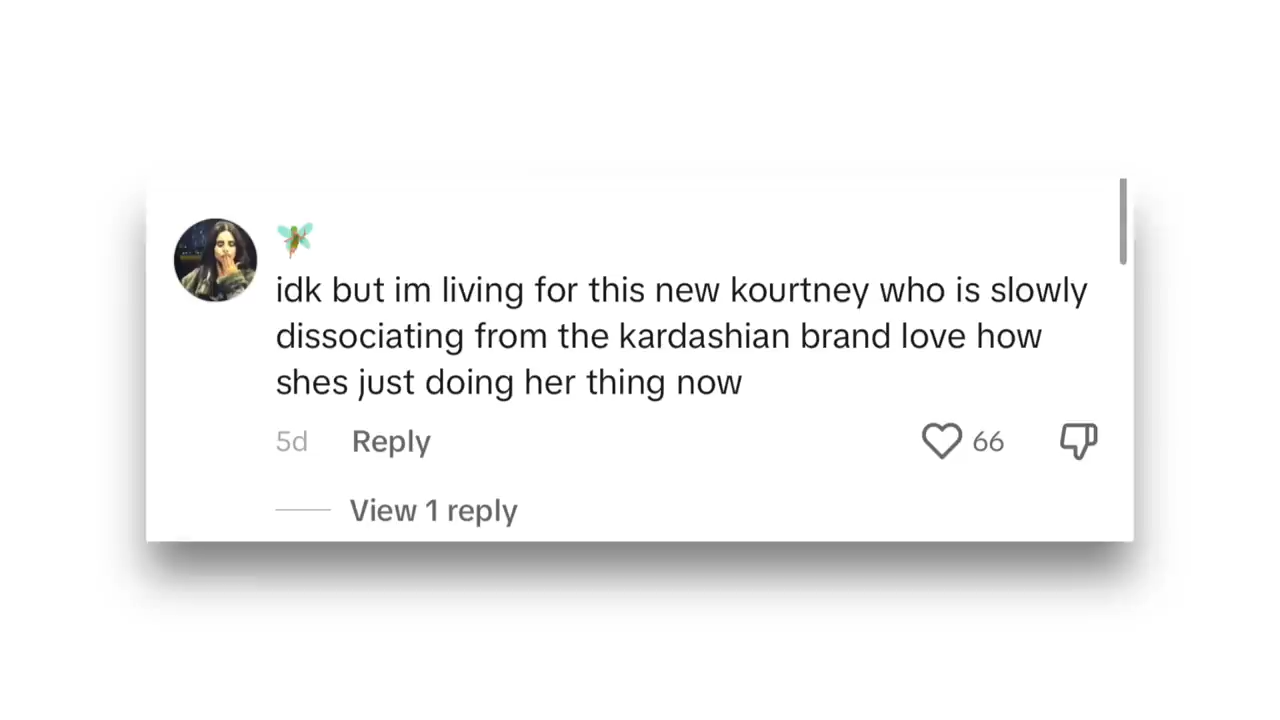 idk but im living for this new kourtney who is slowly
dissociating from the kardashian brand love how
shes just doing her thing now
5d Reply 66
View 1 reply